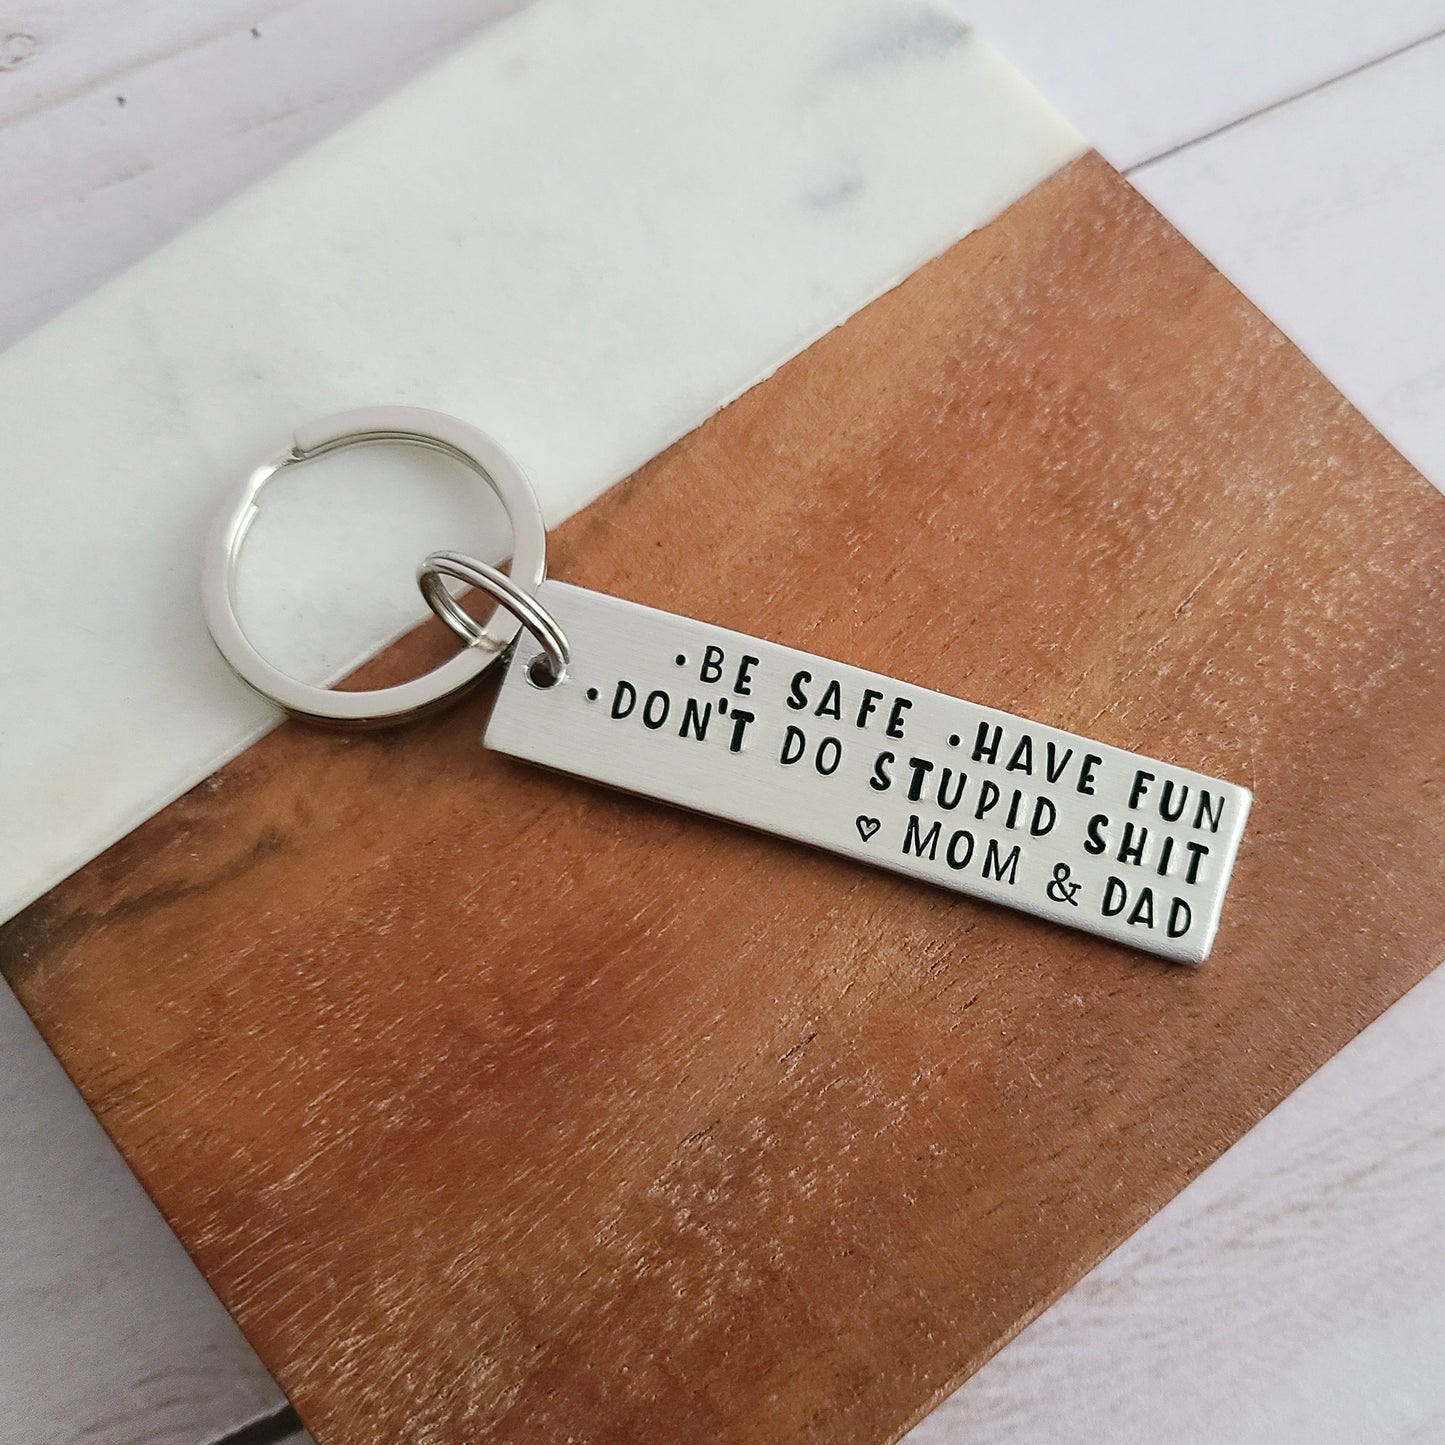 •BE SAFE •HAVE FUN
•DON'T DO STUPID SHIT
♡ MOM & DAD